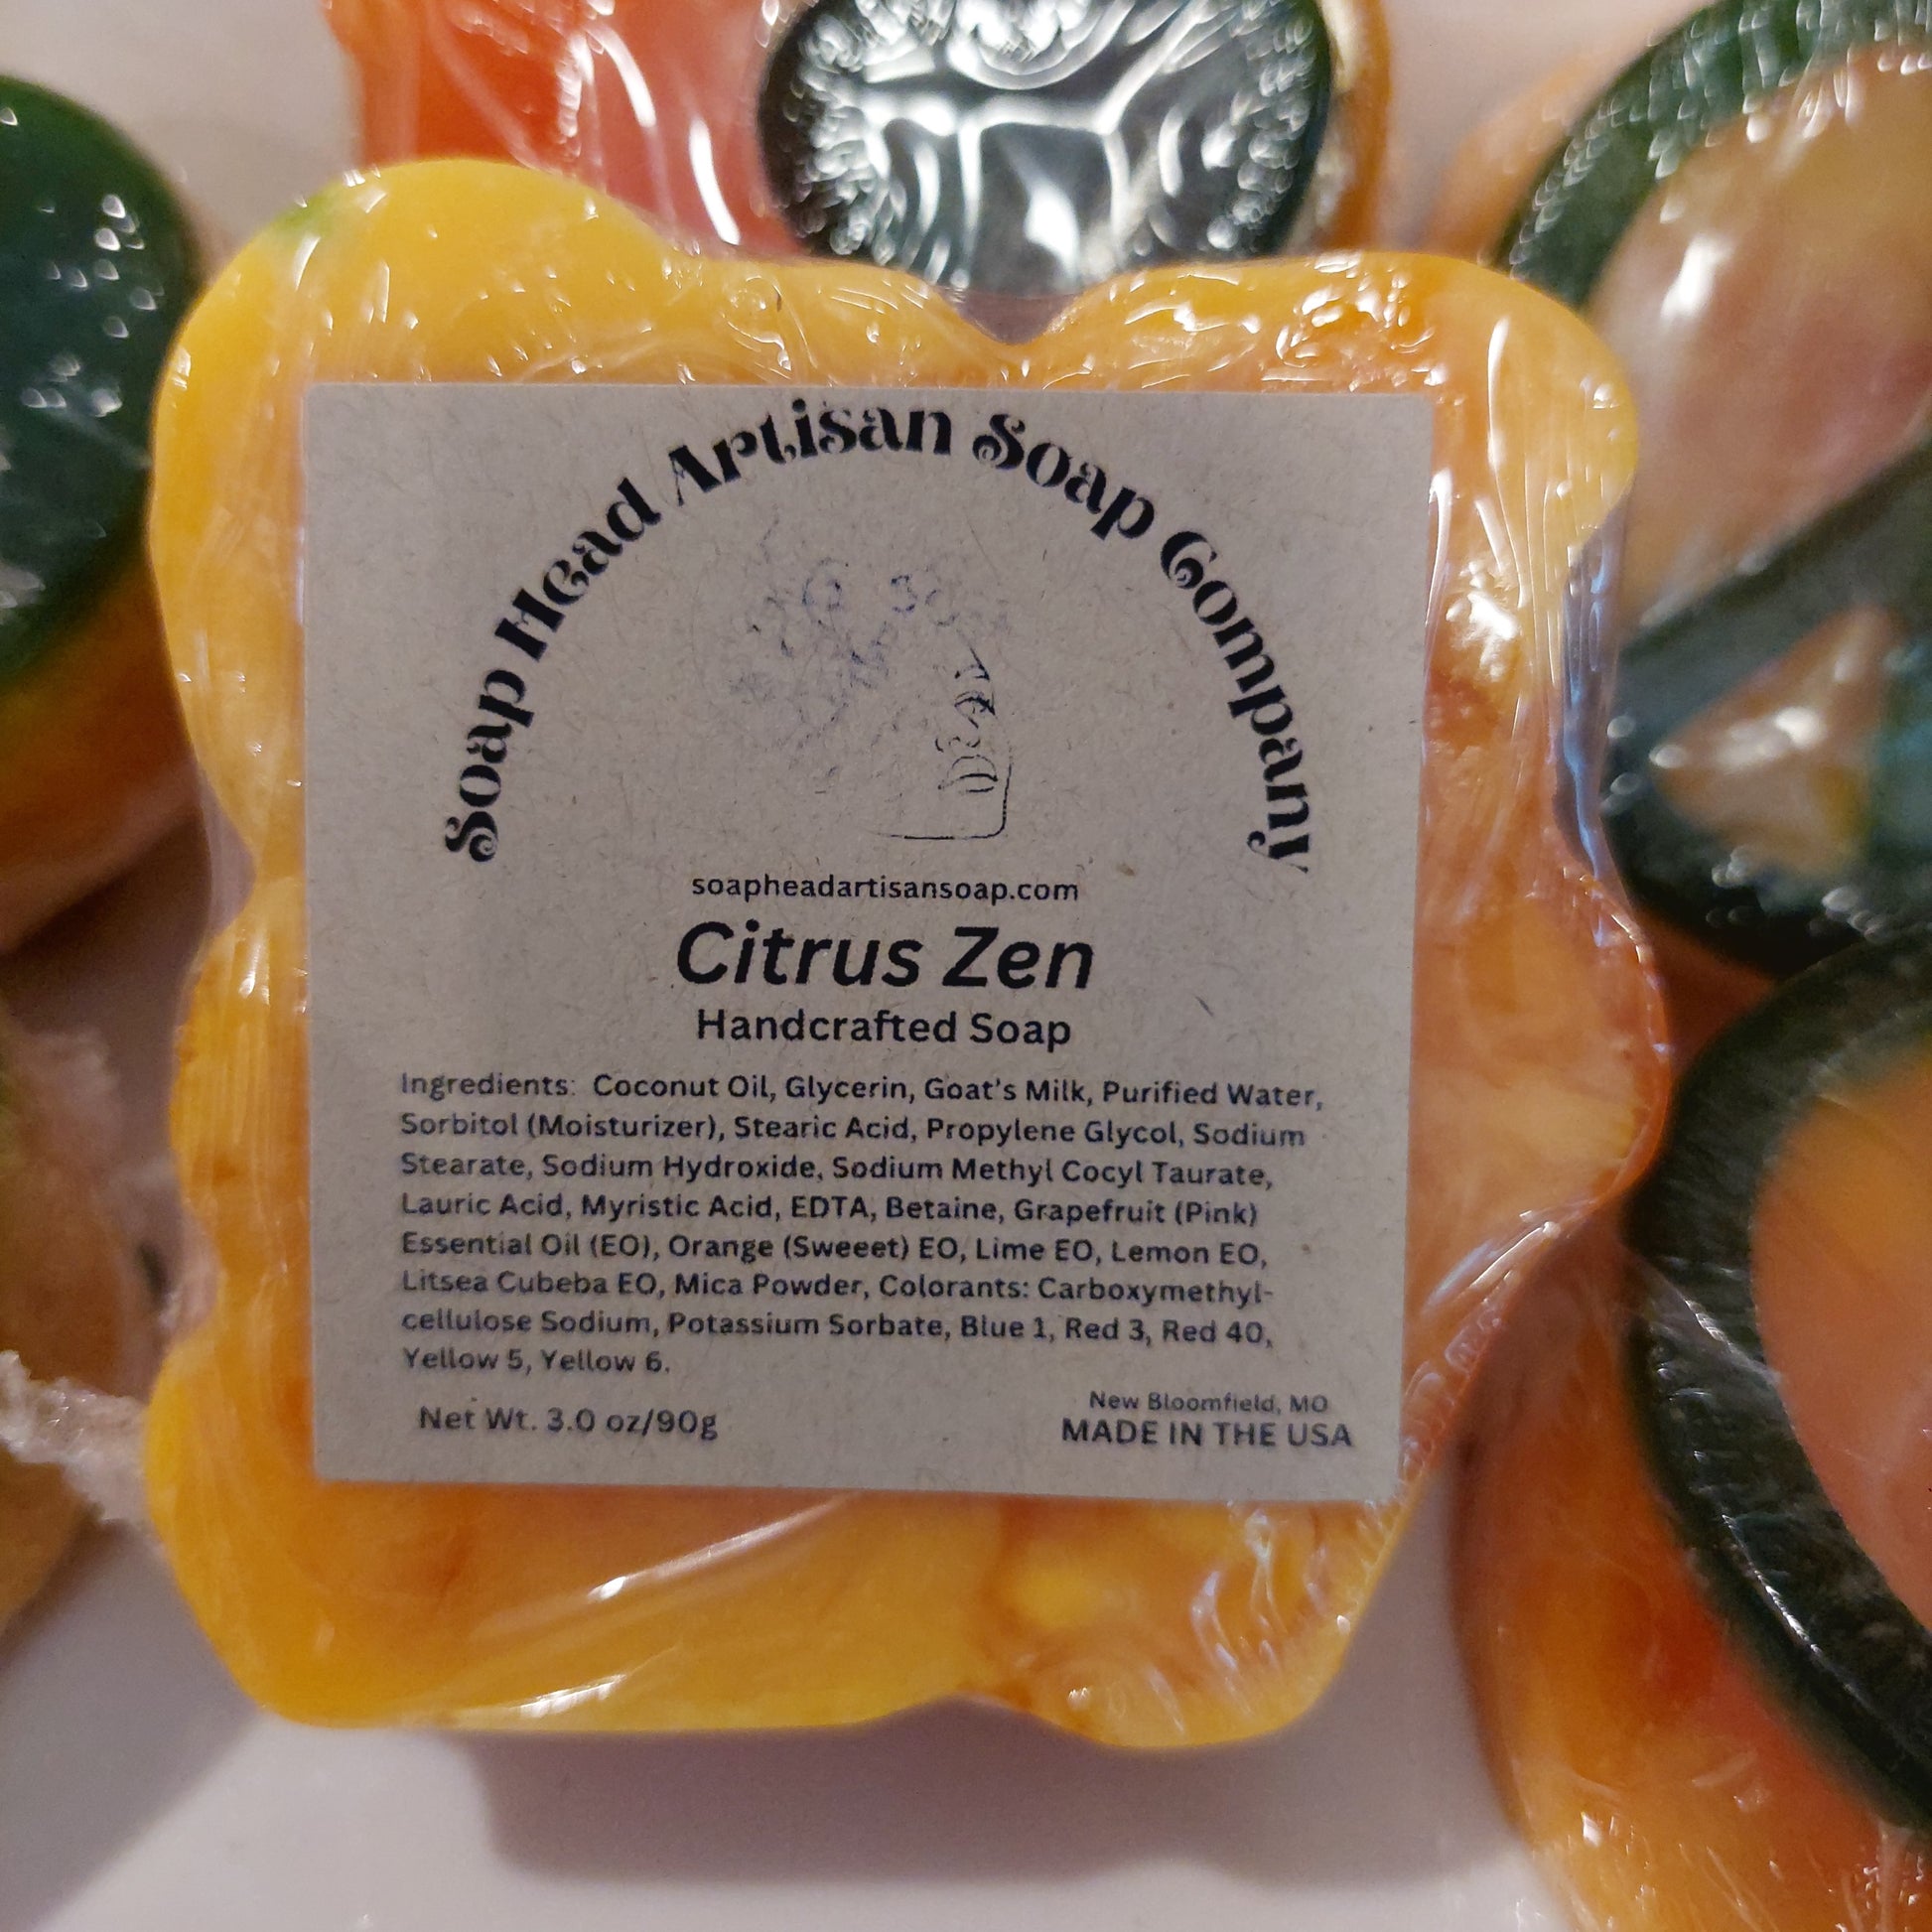 Soap Head Artisan Soap Company
soapheadartisansoap.com
Citrus Zen
Handcrafted Soap
Ingredients: Coconut Oil, Glycerin, Goat's Milk, Purified Water,
Sorbitol (Moisturizer), Stearic Acid, Propylene Glycol, Sodium
Stearate, Sodium Hydroxide, Sodium Methyl Cocyl Taurate,
Lauric Acid, Myristic Acid, EDTA, Betaine, Grapefruit (Pink)
Essential Oil (EO), Orange (Sweeet) EO, Lime EO, Lemon EO,
Litsea Cubeba EO, Mica Powder, Colorants: Carboxymethyl-
cellulose Sodium, Potassium Sorbate, Blue 1, Red 3, Red 40,
Yellow 5, Yellow 6.
Net Wt. 3.0 oz/90g
New Bloomfield, MO
MADE IN THE USA